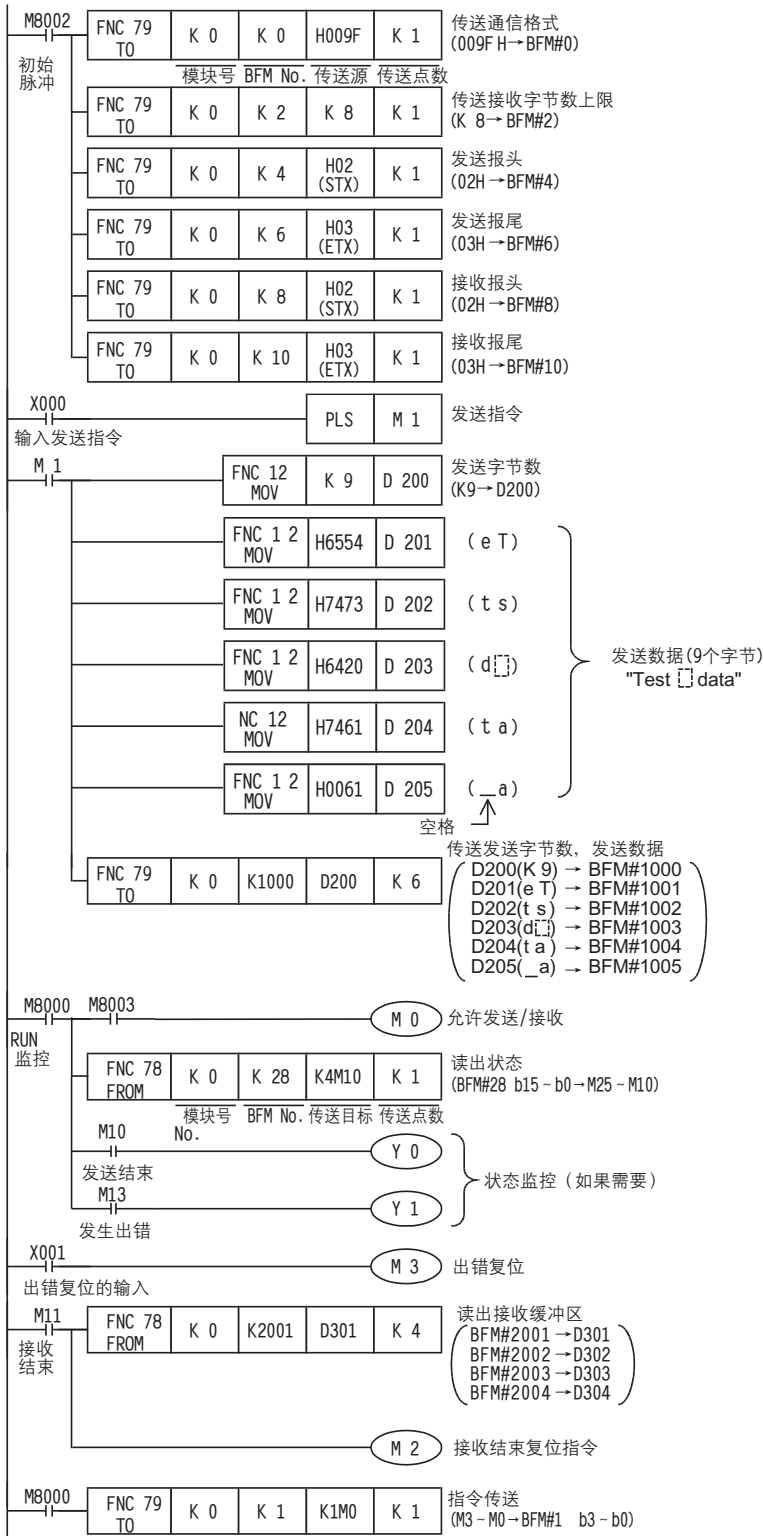 M8002 FNC 79 TO K 0 K 0 H009F K 1 传送通信格式
(009F H→BFM#0)
初始脉冲
模块号 BFM No. 传送源 传送点数
FNC 79 TO K 0 K 2 K 8 K 1 传送接收字节数上限
(K 8→BFM#2)
FNC 79 TO K 0 K 4 H02 (STX) K 1 发送报头
(02H→BFM#4)
FNC 79 TO K 0 K 6 H03 (ETX) K 1 发送报尾
(03H→BFM#6)
FNC 79 TO K 0 K 8 H02 (STX) K 1 接收报头
(02H→BFM#8)
FNC 79 TO K 0 K 10 H03 (ETX) K 1 接收报尾
(03H→BFM#10)
X000 PLS M 1 发送指令
输入发送指令
M 1 FNC 12 MOV K 9 D 200 发送字节数
(K9→D200)
FNC 1 2 MOV H6554 D 201 (e T)
FNC 1 2 MOV H7473 D 202 (t s)
FNC 1 2 MOV H6420 D 203 (d⬚)
发送数据(9个字节)
"Test ⬚ data"
NC 12 MOV H7461 D 204 (t a)
FNC 1 2 MOV H0061 D 205 (_a)
空格
传送发送字节数，发送数据
FNC 79 TO K 0 K1000 D200 K 6
D200(K 9) → BFM#1000
D201(e T) → BFM#1001
D202(t s) → BFM#1002
D203(d⬚) → BFM#1003
D204(t a) → BFM#1004
D205(_a) → BFM#1005
M8000 M8003 M 0 允许发送/接收
RUN
监控
FNC 78 FROM K 0 K 28 K4M10 K 1 读出状态
(BFM#28 b15~b0→M25~M10)
模块号 No. BFM No. 传送目标 传送点数
M10 Y 0
发送结束
状态监控（如果需要）
M13 Y 1
发生出错
X001 M 3 出错复位
出错复位的输入
M11 FNC 78 FROM K 0 K2001 D301 K 4 读出接收缓冲区
接收结束
BFM#2001→D301
BFM#2002→D302
BFM#2003→D303
BFM#2004→D304
M 2 接收结束复位指令
M8000 FNC 79 TO K 0 K 1 K1M0 K 1 指令传送
(M3~M0→BFM#1 b3~b0)